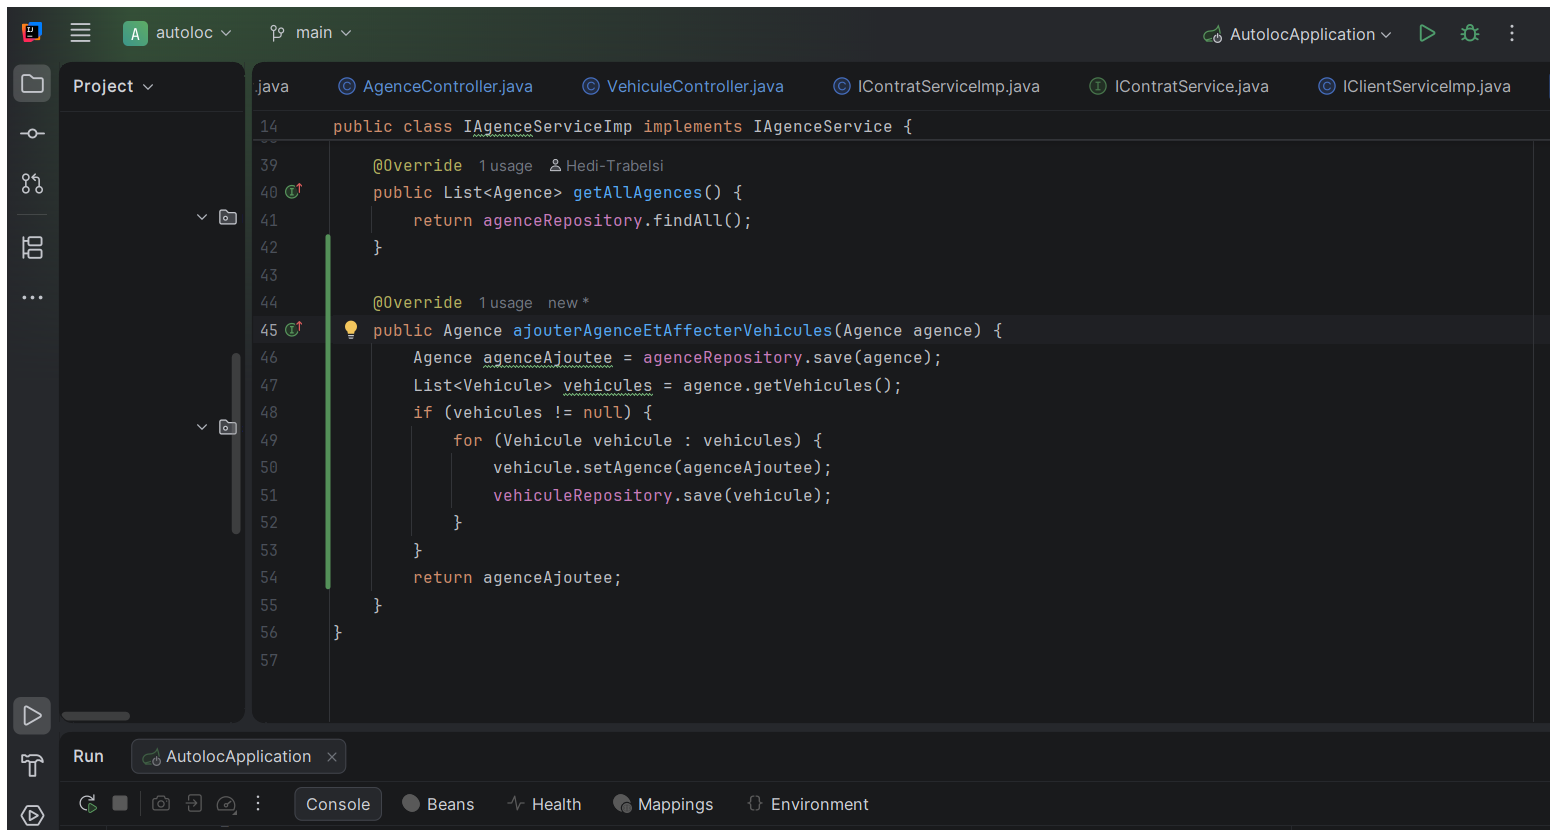 A autoloc main AutolocApplication
Project
.java AgenceController.java VehiculeController.java IContratServiceImp.java IContratService.java IClientServiceImp.java
14 public class IAgenceServiceImp implements IAgenceService {
39 @Override 1 usage Hedi-Trabelsi
40 public List<Agence> getAllAgences() {
41 return agenceRepository.findAll();
42 }
43
44 @Override 1 usage new *
45 public Agence ajouterAgenceEtAffecterVehicules(Agence agence) {
46 Agence agenceAjoutee = agenceRepository.save(agence);
47 List<Vehicule> vehicules = agence.getVehicules();
48 if (vehicules != null) {
49 for (Vehicule vehicule : vehicules) {
50 vehicule.setAgence(agenceAjoutee);
51 vehiculeRepository.save(vehicule);
52 }
53 }
54 return agenceAjoutee;
55 }
56 }
57
Run AutolocApplication
Console Beans Health Mappings Environment